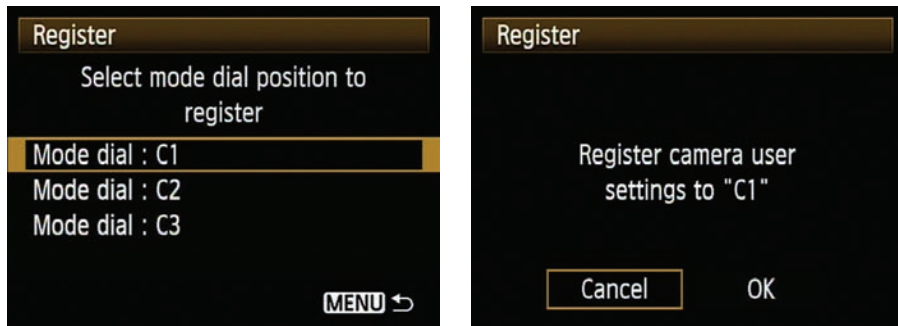 Register
Select mode dial position to
register
Mode dial : C1
Mode dial : C2
Mode dial : C3
MENU
Register
Register camera user
settings to "C1"
Cancel OK